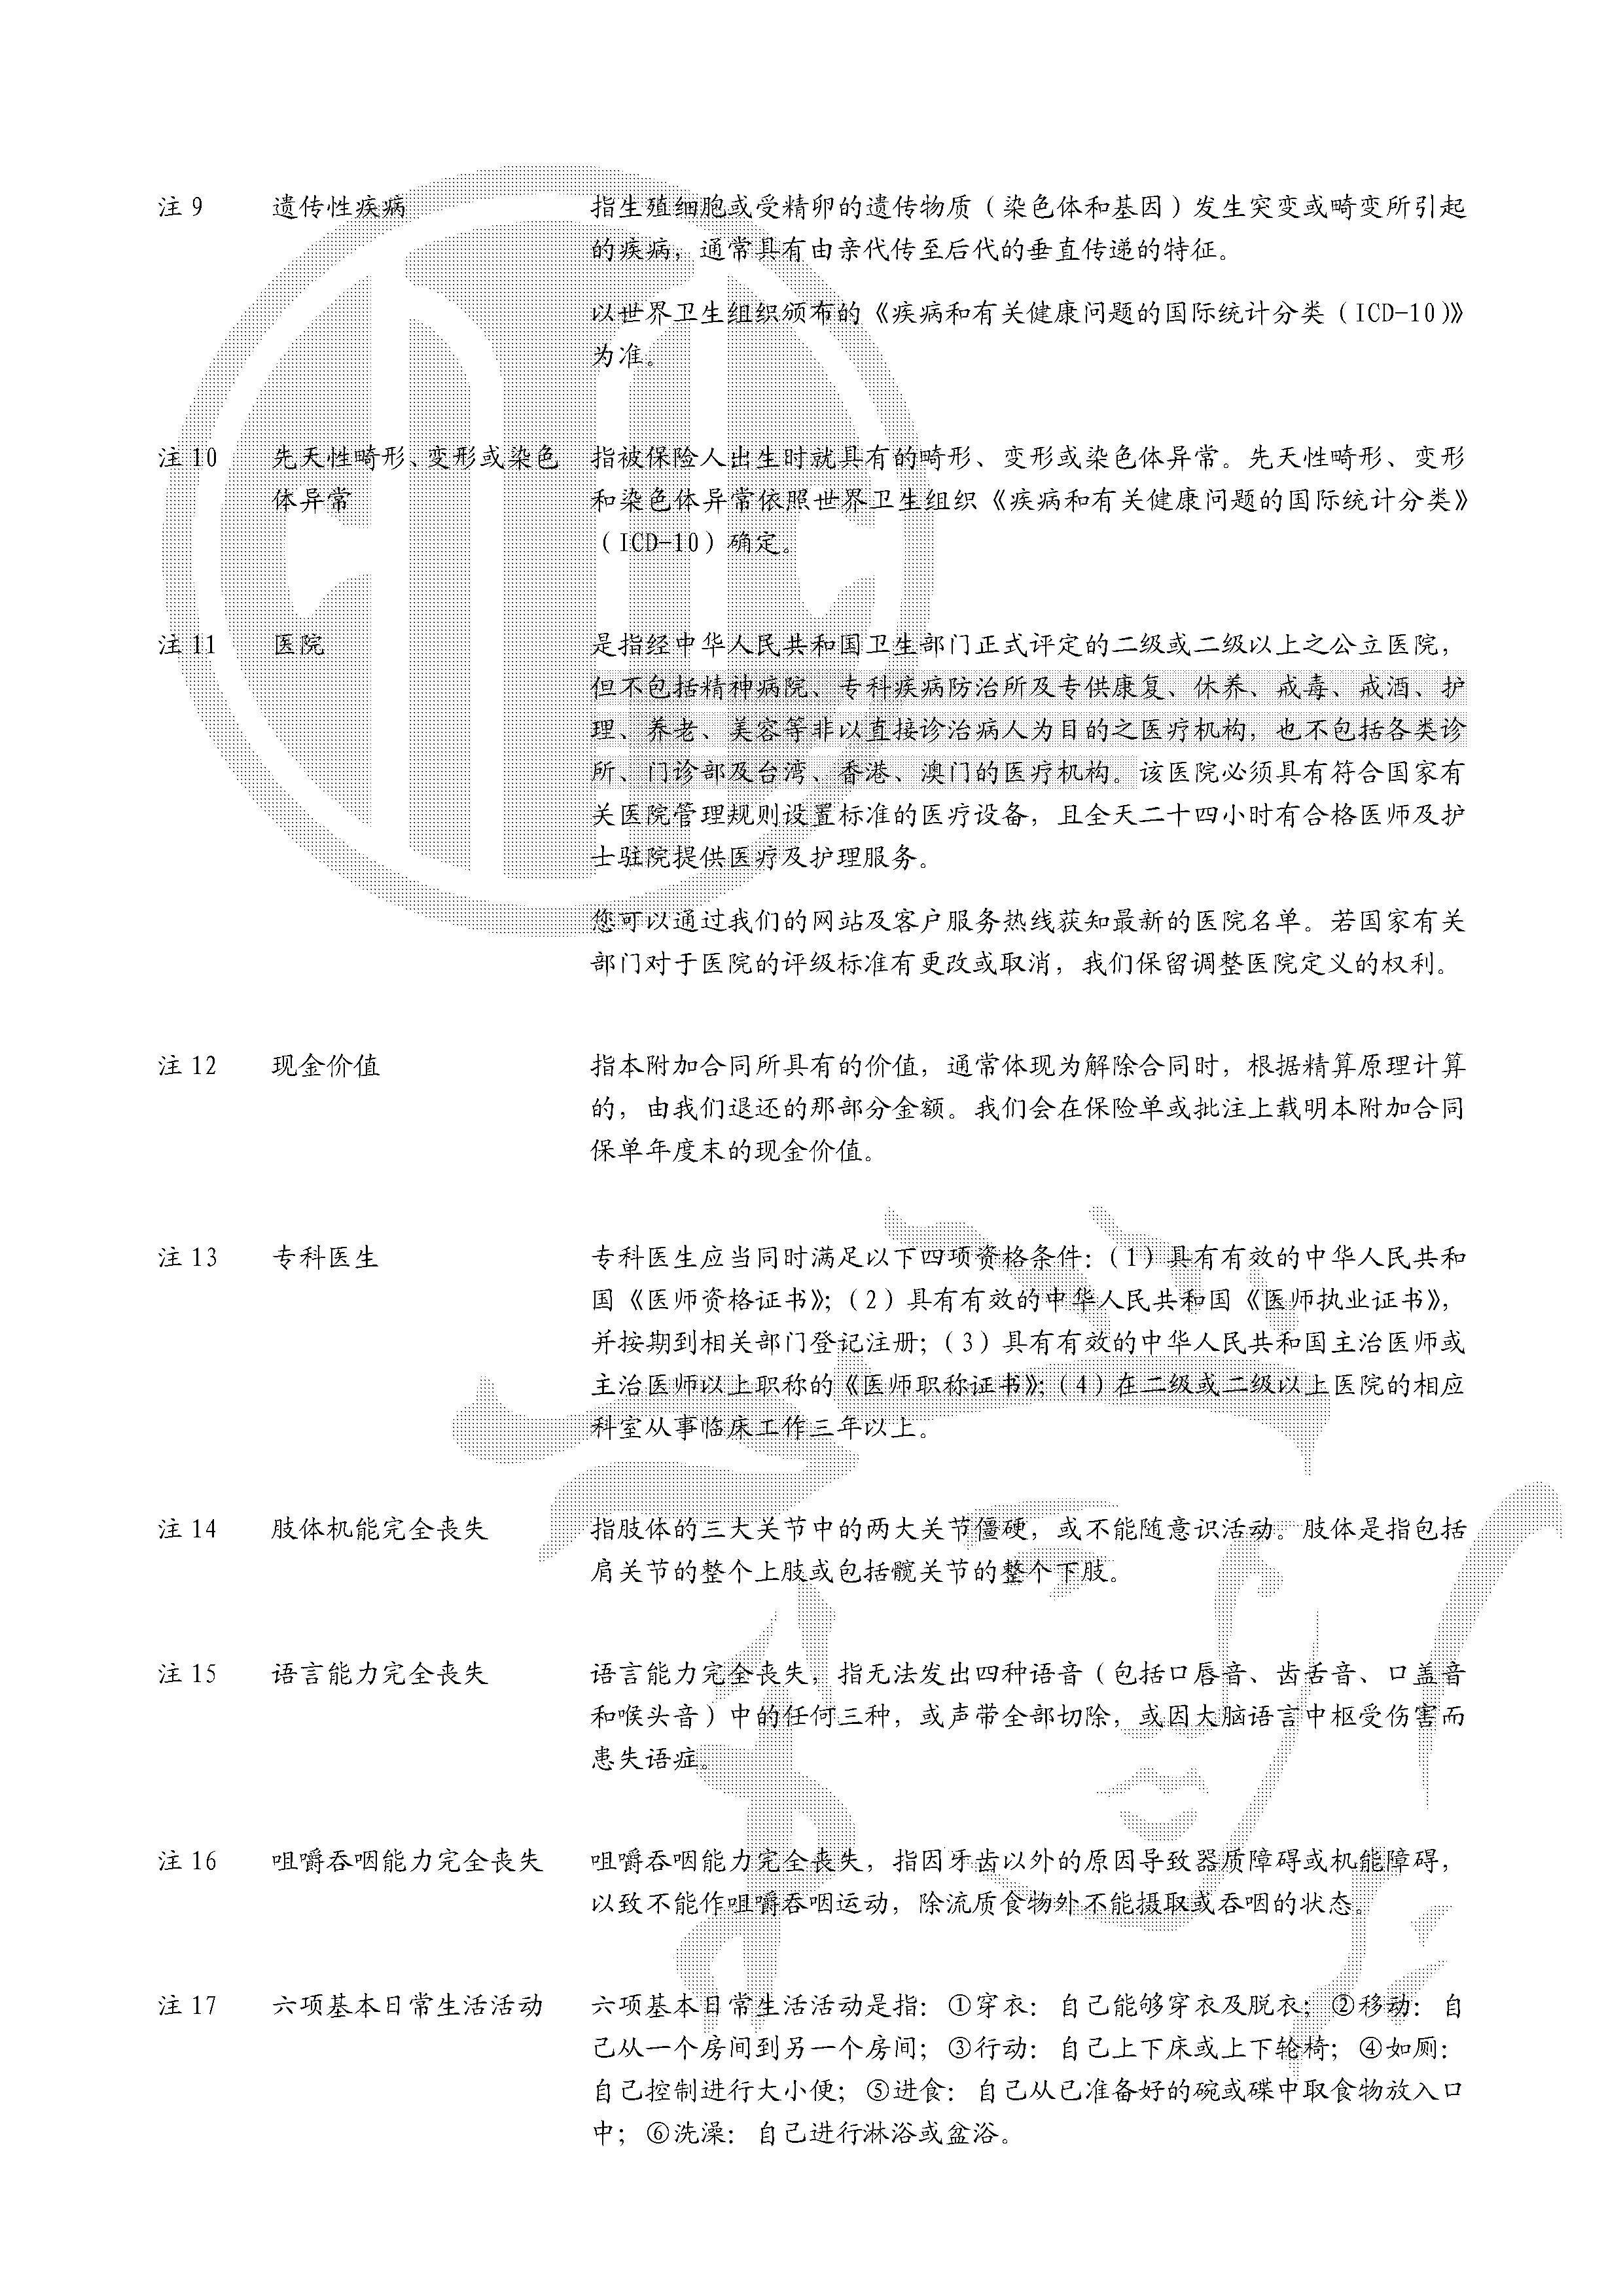 注 9 遗传性疾病 指生殖细胞或受精卵的遗传物质（染色体和基因）发生突变或畸变所引起
的疾病，通常具有由亲代传至后代的垂直传递的特征。
以世界卫生组织颁布的《疾病和有关健康问题的国际统计分类（ICD-10）》
为准。
注 10 先天性畸形、变形或染色 指被保险人出生时就具有的畸形、变形或染色体异常。先天性畸形、变形
体异常 和染色体异常依照世界卫生组织《疾病和有关健康问题的国际统计分类》
（ICD-10）确定。
注 11 医院 是指经中华人民共和国卫生部门正式评定的二级或二级以上之公立医院，
但不包括精神病院、专科疾病防治所及专供康复、休养、戒毒、戒酒、护
理、养老、美容等非以直接诊治病人为目的之医疗机构，也不包括各类诊
所、门诊部及台湾、香港、澳门的医疗机构。该医院必须具有符合国家有
关医院管理规则设置标准的医疗设备，且全天二十四小时有合格医师及护
士驻院提供医疗及护理服务。
您可以通过我们的网站及客户服务热线获知最新的医院名单。若国家有关
部门对于医院的评级标准有更改或取消，我们保留调整医院定义的权利。
注 12 现金价值 指本附加合同所具有的价值，通常体现为解除合同时，根据精算原理计算
的，由我们退还的那部分金额。我们会在保险单或批注上载明本附加合同
保单年度末的现金价值。
注 13 专科医生 专科医生应当同时满足以下四项资格条件：（1）具有有效的中华人民共和
国《医师资格证书》；（2）具有有效的中华人民共和国《医师执业证书》，
并按期到相关部门登记注册；（3）具有有效的中华人民共和国主治医师或
主治医师以上职称的《医师职称证书》；（4）在二级或二级以上医院的相应
科室从事临床工作三年以上。
注 14 肢体机能完全丧失 指肢体的三大关节中的两大关节僵硬，或不能随意识活动。肢体是指包括
肩关节的整个上肢或包括髋关节的整个下肢。
注 15 语言能力完全丧失 语言能力完全丧失，指无法发出四种语音（包括口唇音、齿舌音、口盖音
和喉头音）中的任何三种，或声带全部切除，或因大脑语言中枢受伤害而
患失语症。
注 16 咀嚼吞咽能力完全丧失 咀嚼吞咽能力完全丧失，指因牙齿以外的原因导致器质障碍或机能障碍，
以致不能作咀嚼吞咽运动，除流质食物外不能摄取或吞咽的状态。
注 17 六项基本日常生活活动 六项基本日常生活活动是指：①穿衣：自己能够穿衣及脱衣；②移动：自
己从一个房间到另一个房间；③行动：自己上下床或上下轮椅；④如厕：
自己控制进行大小便；⑤进食：自己从已准备好的碗或碟中取食物放入口
中；⑥洗澡：自己进行淋浴或盆浴。